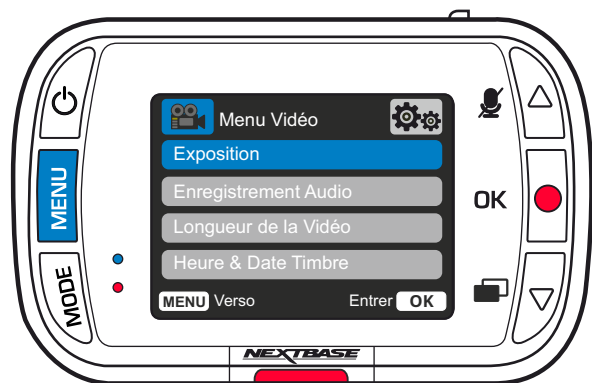 Menu Vidéo
Exposition
Enregistrement Audio
Longueur de la Vidéo
Heure & Date Timbre
MENU Verso Entrer OK
MENU
MODE
OK
NEXTBASE